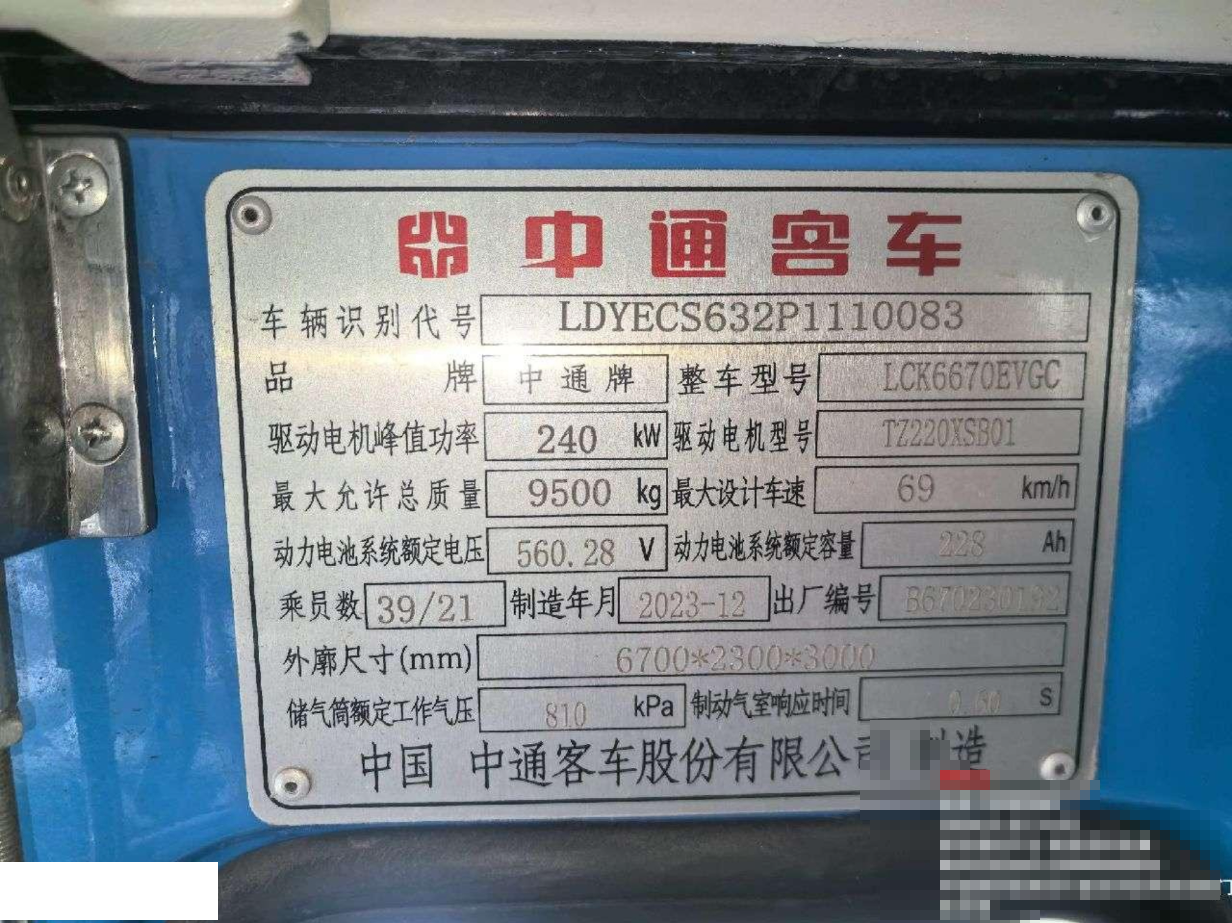 中通客车
车辆识别代号 LDYECS632P1110083
品牌 中通牌 整车型号 LCK6670EVGC
驱动电机峰值功率 240 kW 驱动电机型号 TZ220XSB01
最大允许总质量 9500 kg 最大设计车速 69 km/h
动力电池系统额定电压 560.28 V 动力电池系统额定容量 228 Ah
乘员数 39/21 制造年月 2023-12 出厂编号
外廓尺寸(mm) 6700*2300*3000
储气筒额定工作气压 810 kPa 制动气室响应时间 0.60 S
中国 中通客车股份有限公司 制造